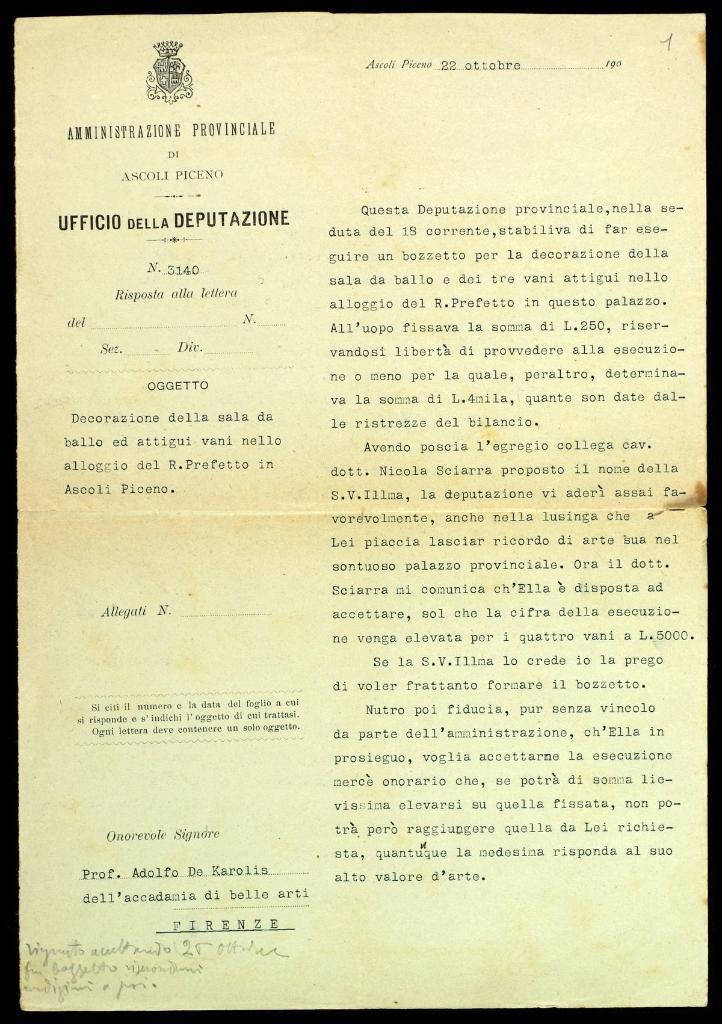 1
Ascoli Piceno 22 ottobre 190
AMMINISTRAZIONE PROVINCIALE
DI
ASCOLI PICENO
UFFICIO DELLA DEPUTAZIONE
N. 3140
Risposta alla lettera
del N.
Sez. - Div.
OGGETTO
Decorazione della sala da
ballo ed attigui vani nello
alloggio del R.Prefetto in
Ascoli Piceno.
Allegati N.
Si citi il numero e la data del foglio a cui
si risponde e s'indichi l'oggetto di cui trattasi.
Ogni lettera deve contenere un solo oggetto.
Onorevole Signore
Prof. Adolfo De Karolis
dell'accadamia di belle arti
FIRENZE
25 ottobre
Questa Deputazione provinciale,nella se-
duta del 18 corrente,stabiliva di far ese-
guire un bozzetto per la decorazione della
sala da ballo e dei tre vani attigui nello
alloggio del R.Prefetto in questo palazzo.
All'uopo fissava la somma di L.250, riser-
vandosi libertà di provvedere alla esecuzio-
ne o meno per la quale, peraltro, determina-
va la somma di L.4mila, quante son date dal-
le ristrezze del bilancio.
Avendo poscia l'egregio collega cav.
dott. Nicola Sciarra proposto il nome della
S.V.Illma, la deputazione vi aderì assai fa-
vorevolmente, anche nella lusinga che a
Lei piaccia lasciar ricordo di arte sua nel
sontuoso palazzo provinciale. Ora il dott.
Sciarra mi comunica ch'Ella è disposta ad
accettare, sol che la cifra della esecuzio-
ne venga elevata per i quattro vani a L.5000.
Se la S.V.Illma lo crede io la prego
di voler frattanto formare il bozzetto.
Nutro poi fiducia, pur senza vincolo
da parte dell'amministrazione, ch'Ella in
prosieguo, voglia accettarne la esecuzione
mercè onorario che, se potrà di somma lie-
vissima elevarsi su quella fissata, non po-
trà però raggiungere quella da Lei richie-
sta, quantuque la medesima risponda al suo
alto valore d'arte.